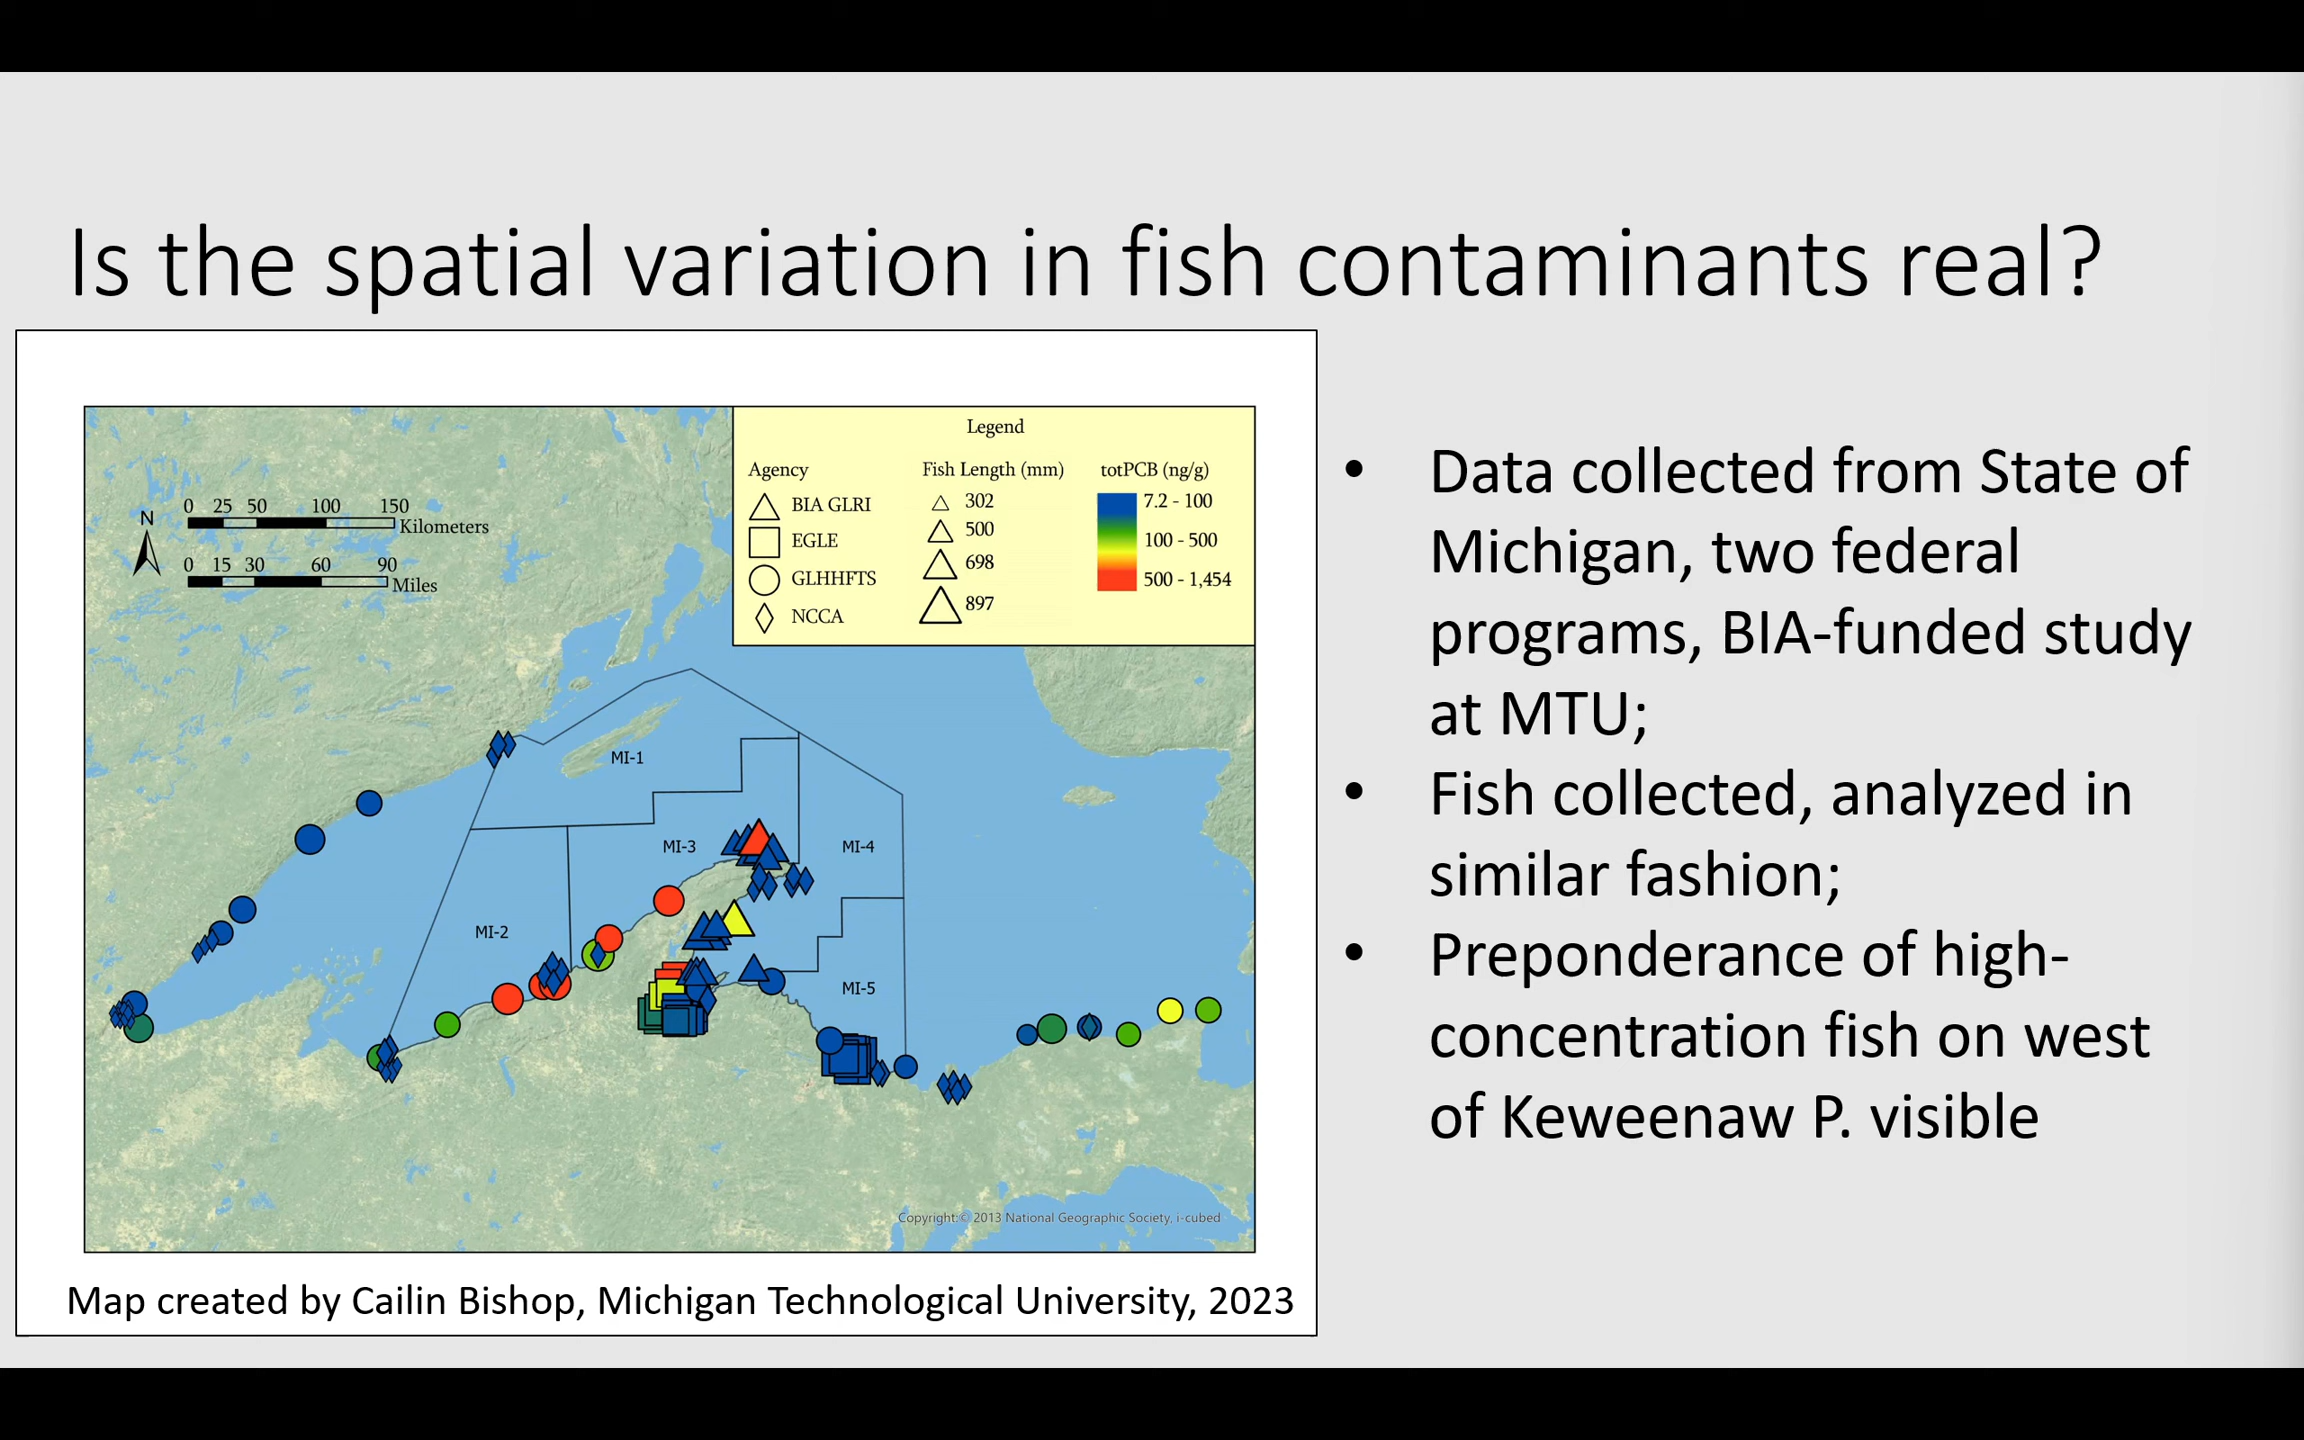 Is the spatial variation in fish contaminants real?
Legend
Agency
BIA GLRI
EGLE
GLHHFTS
NCCA
Fish Length (mm)
302
500
698
897
totPCB (ng/g)
7.2 - 100
100 - 500
500 - 1,454
N
0 25 50 100 150
Kilometers
0 15 30 60 90
Miles
MI-1
MI-3
MI-4
MI-2
MI-5
Copyright:© 2013 National Geographic Society, i-cubed
Map created by Cailin Bishop, Michigan Technological University, 2023
• Data collected from State of
Michigan, two federal
programs, BIA-funded study
at MTU;
• Fish collected, analyzed in
similar fashion;
• Preponderance of high-
concentration fish on west
of Keweenaw P. visible